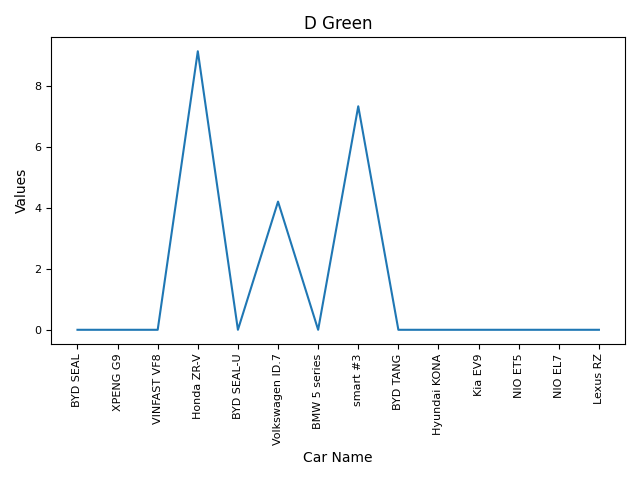 D Green
Values
8
6
4
2
0
BYD SEAL
XPENG G9
VINFAST VF8
Honda ZR-V
BYD SEAL-U
Volkswagen ID.7
BMW 5 series
smart #3
BYD TANG
Hyundai KONA
Kia EV9
NIO ET5
NIO EL7
Lexus RZ
Car Name